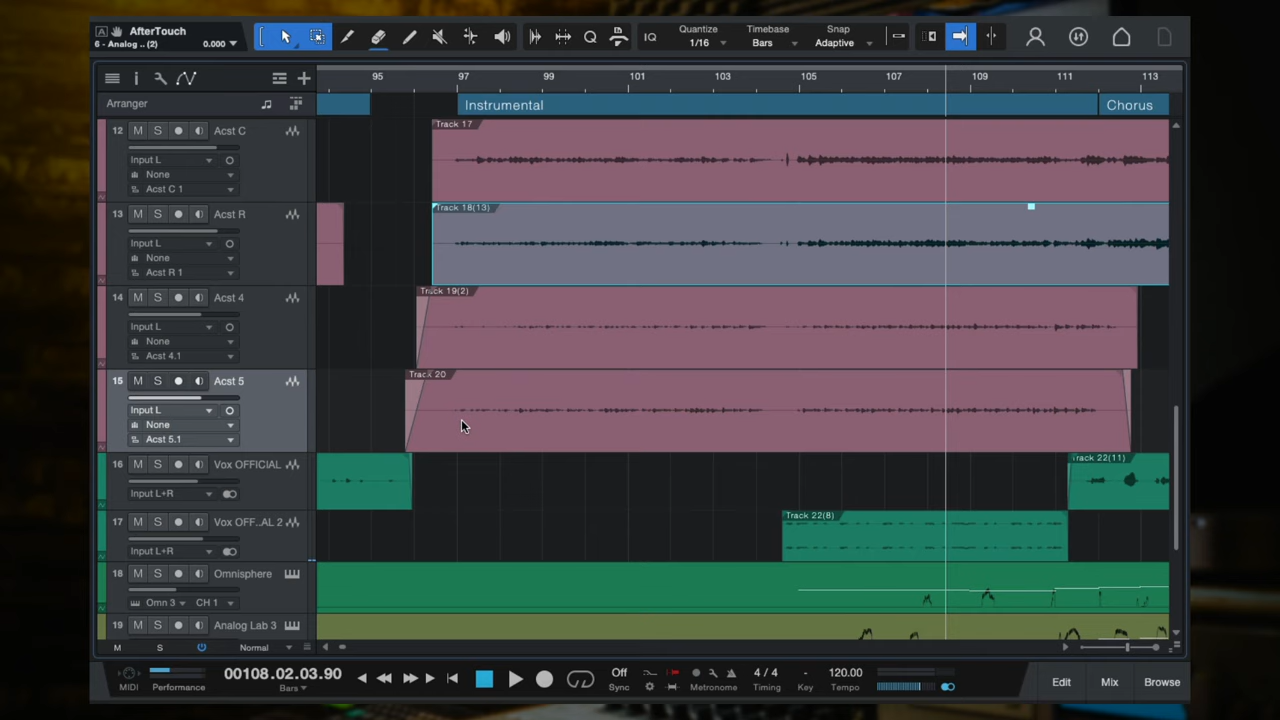 A AfterTouch
6 - Analog .. (2) 0.000
IQ
Quantize
1/16
Timebase
Bars
Snap
Adaptive
95 97 99 101 103 105 107 109 111 113
Arranger
Instrumental
Chorus
12 M S Acst C
Input L
None
Acst C 1
Track 17
13 M S Acst R
Input L
None
Acst R 1
Track 18(13)
14 M S Acst 4
Input L
None
Acst 4.1
Track 19(2)
15 M S Acst 5
Input L
None
Acst 5.1
Track 20
16 M S Vox OFFICIAL
Input L+R
Track 22(11)
17 M S Vox OFF..AL 2
Input L+R
Track 22(8)
18 M S Omnisphere
Omn 3 CH 1
19 M S Analog Lab 3
M S Normal
MIDI
Performance
00108.02.03.90
Bars
Off
Sync
Metronome
4 / 4
Timing
-
Key
120.00
Tempo
Edit
Mix
Browse